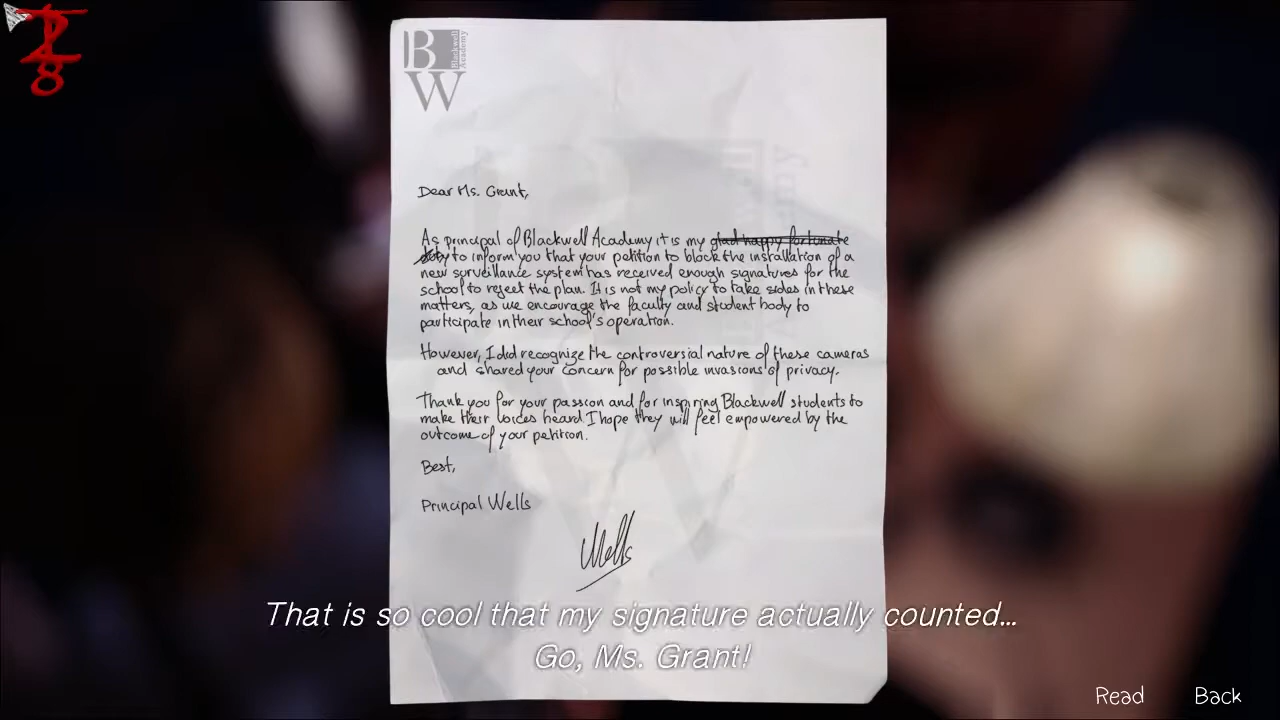 B
Blackwell
Academy
W
Dear Ms. Grant,
As principal of Blackwell Academy it is my glad happy fortunate
duty to inform you that your petition to block the installation of a
new surveillance system has received enough signatures for the
school to reject the plan. It is not my policy to take sides in these
matters, as we encourage the faculty and student body to
participate in their school's operation.
However, I did recognize the controversial nature of these cameras
and shared your concern for possible invasions of privacy.
Thank you for your passion and for inspiring Blackwell students to
make their voices heard I hope they will feel empowered by the
outcome of your petition.
Best,
Principal Wells
Wells
That is so cool that my signature actually counted...
Go, Ms. Grant!
Read Back